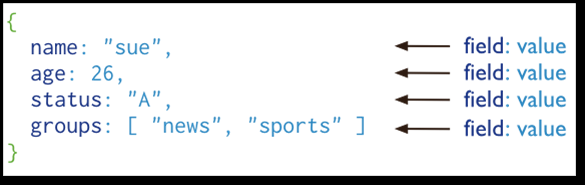 {
name: "sue", field: value
age: 26, field: value
status: "A", field: value
groups: [ "news", "sports" ] field: value
}